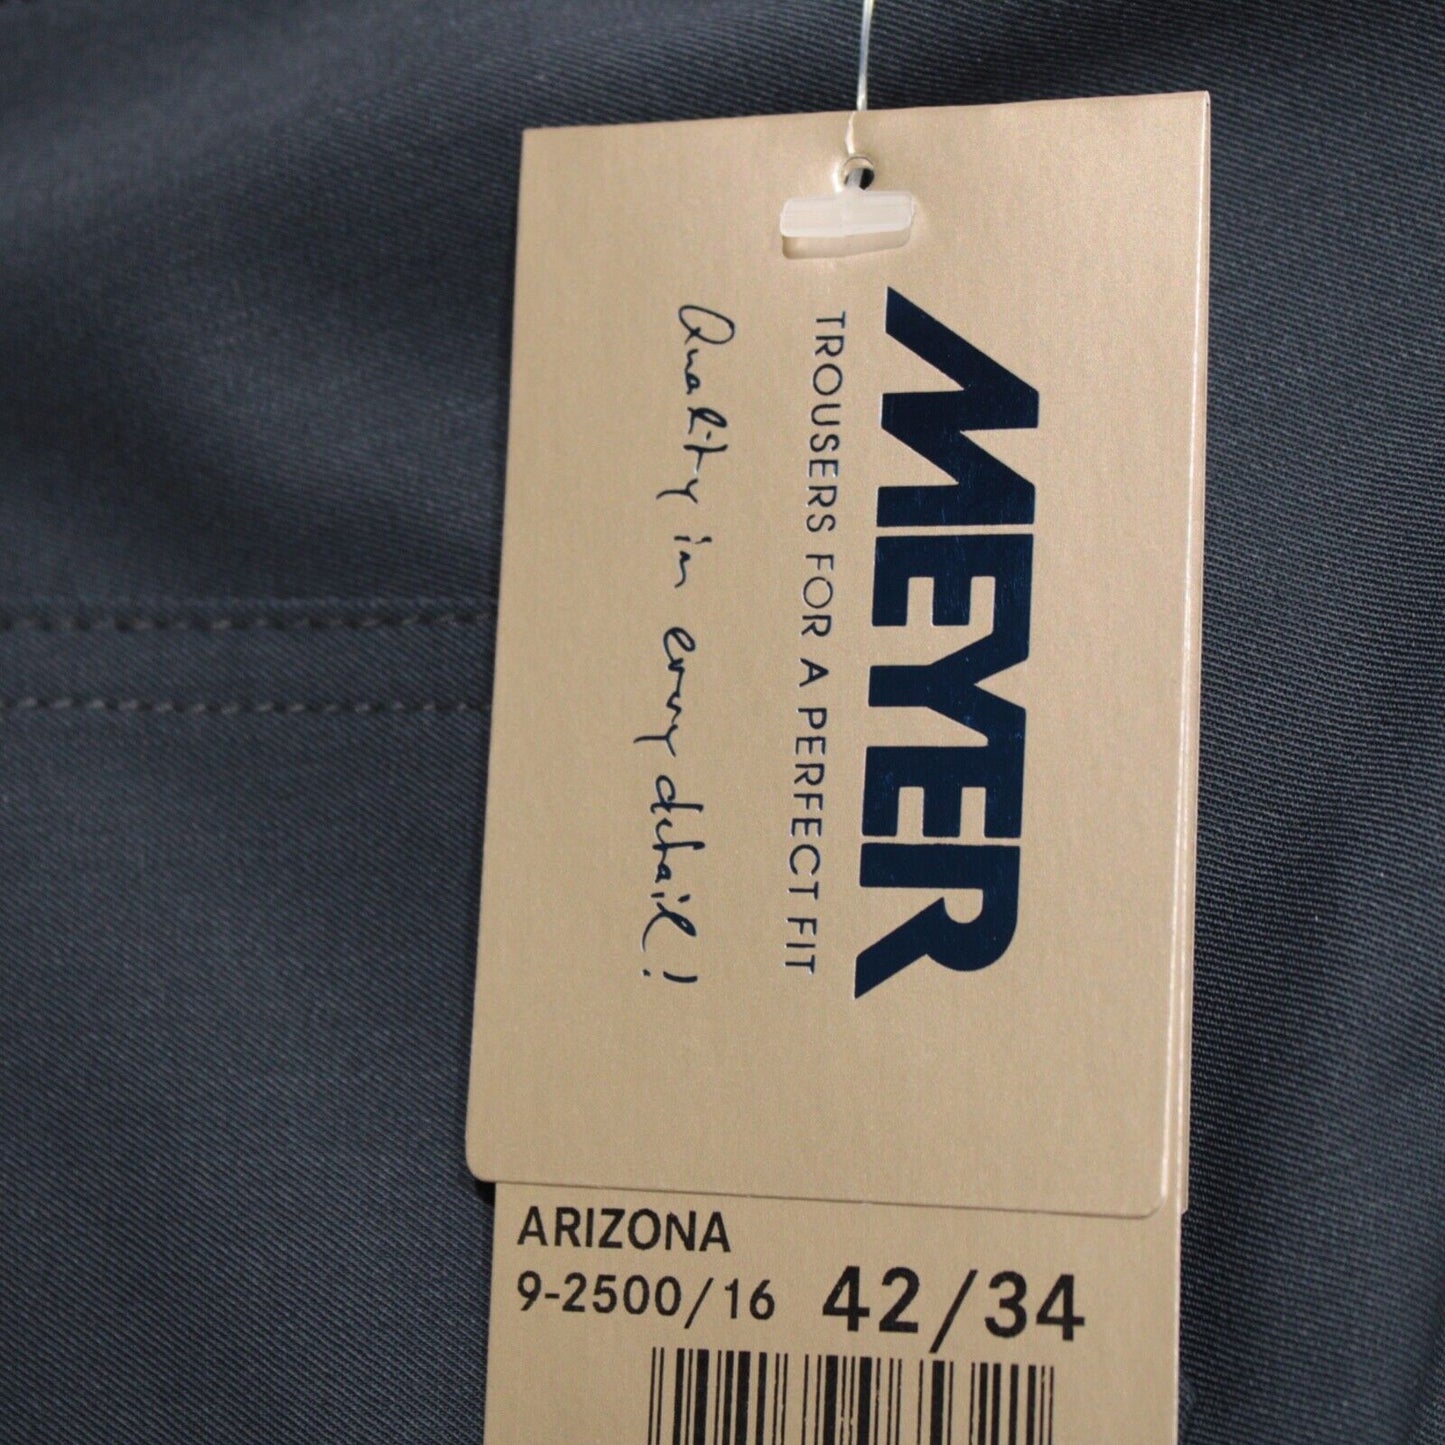 MEYER
TROUSERS FOR A PERFECT FIT
Quality in every detail!
ARIZONA
9-2500/16 42/34